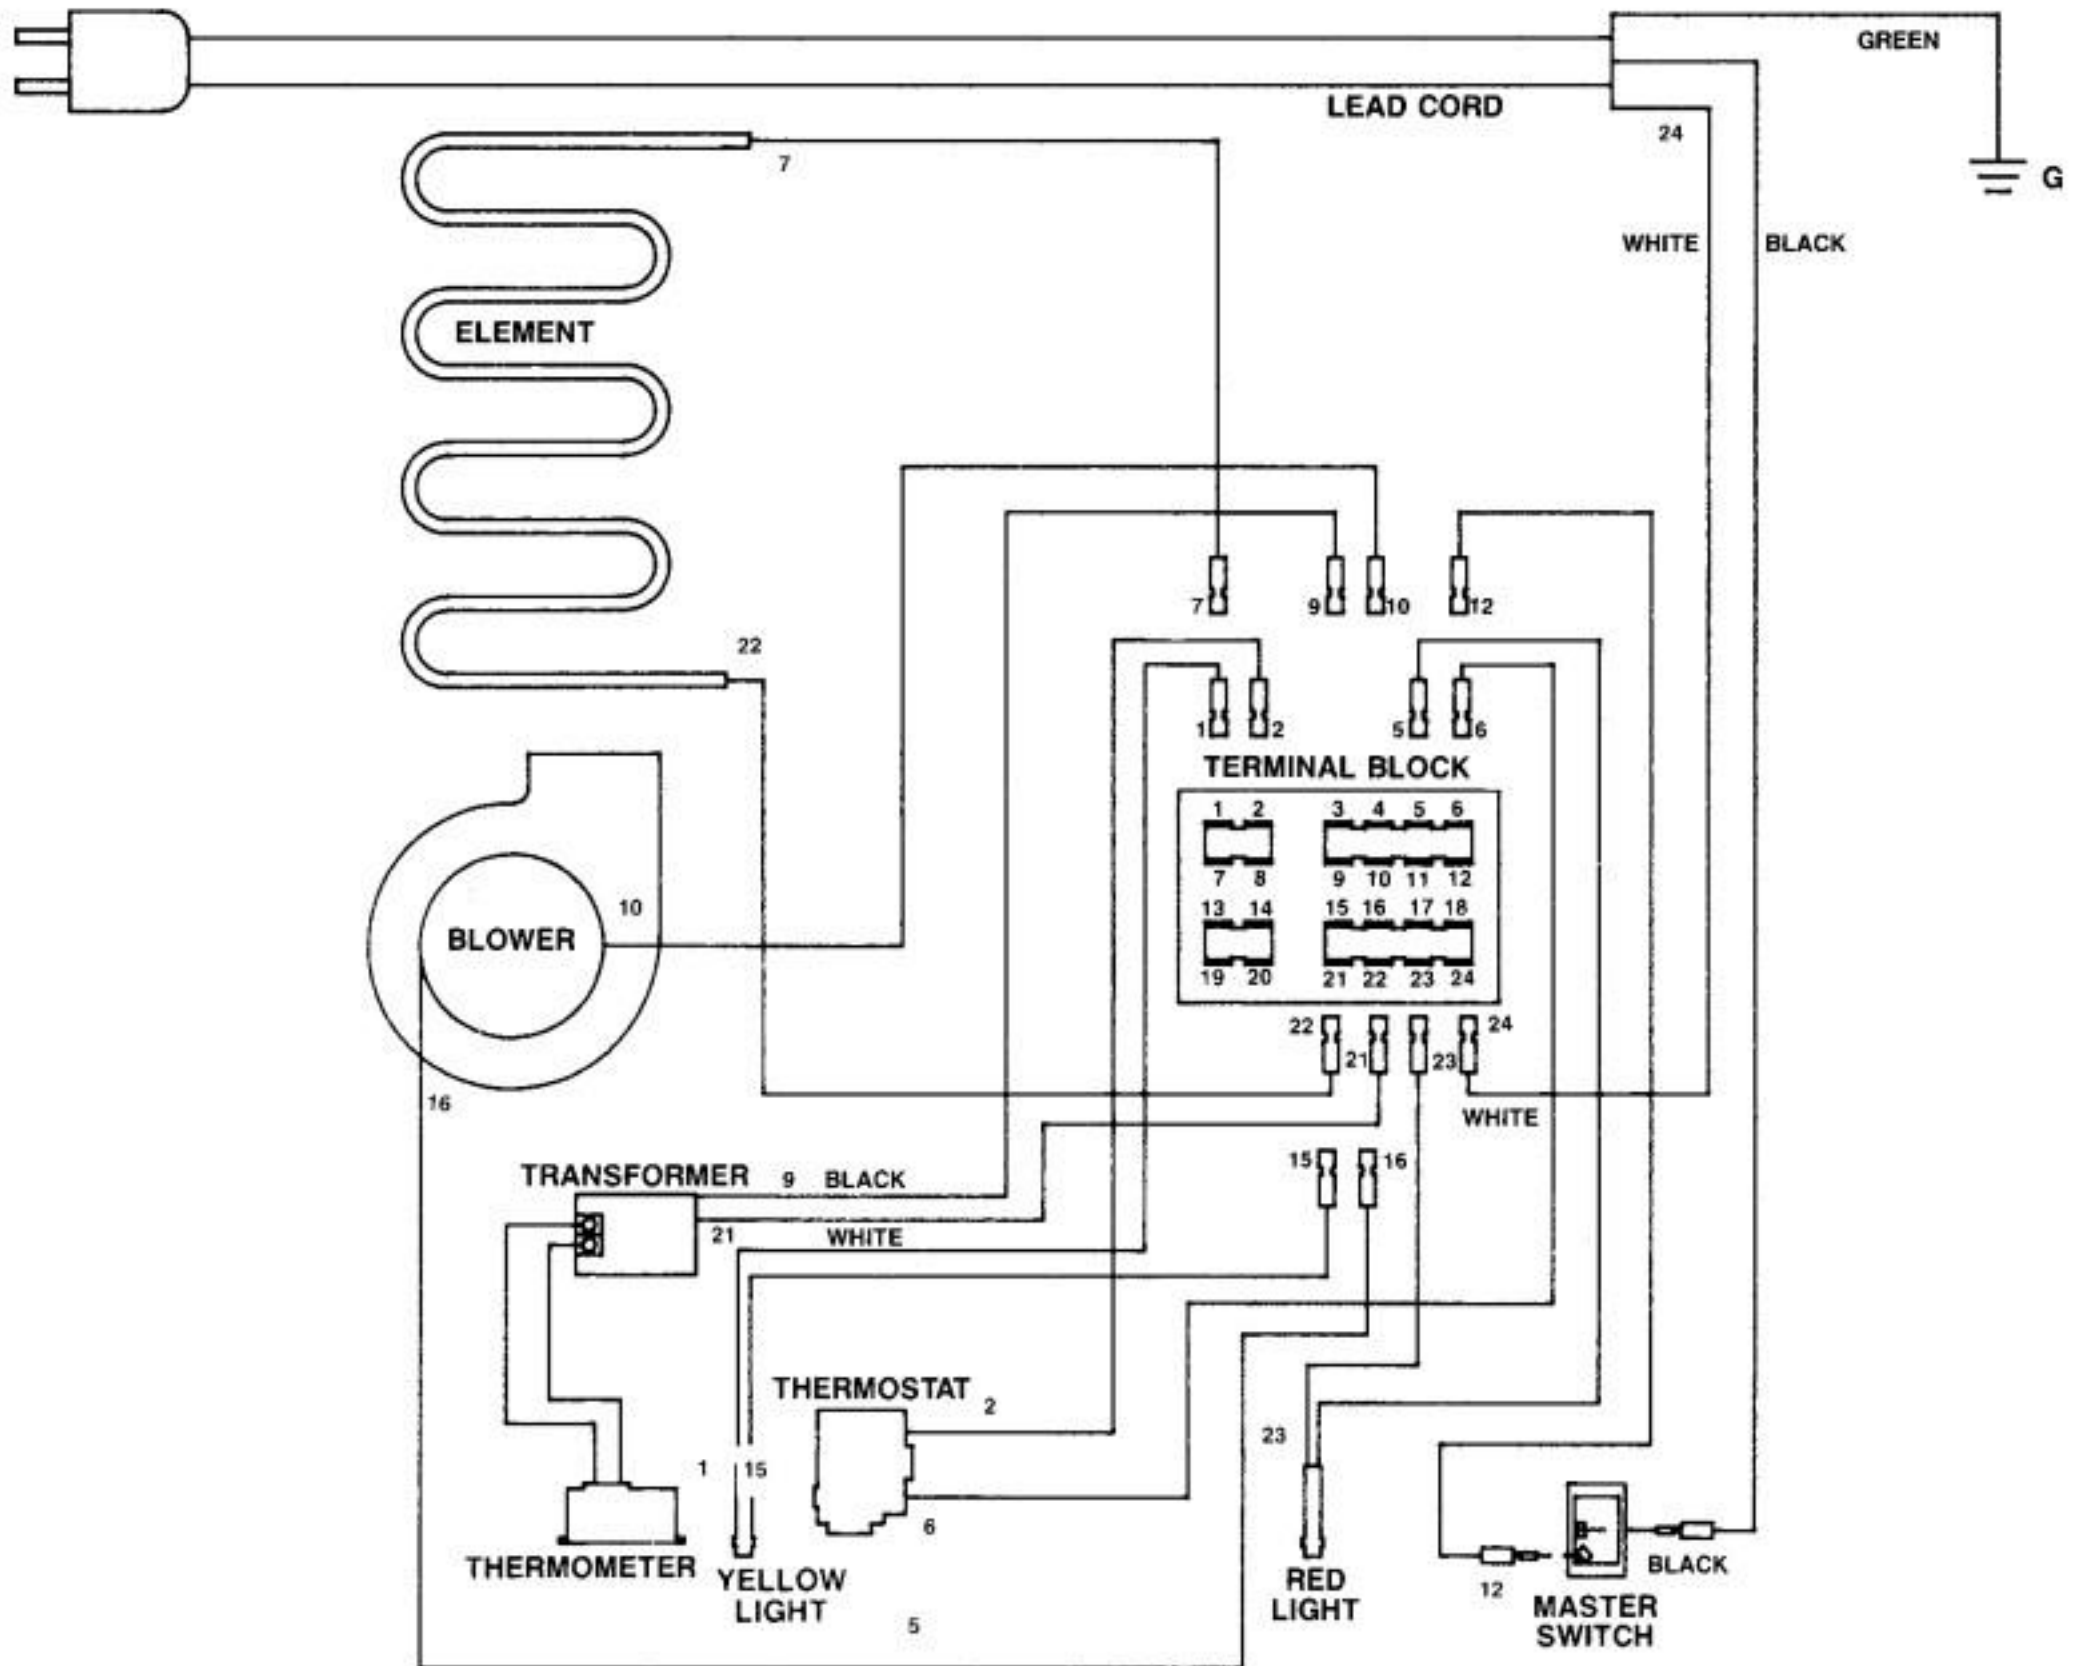 GREEN
LEAD CORD
24
G
7
WHITE BLACK
ELEMENT
7 9 10 12
22
1 2 5 6
TERMINAL BLOCK
1 2 3 4 5 6
7 8 9 10 11 12
10
13 14 15 16 17 18
BLOWER
19 20 21 22 23 24
22 24
21 23
16
WHITE
15 16
TRANSFORMER 9 BLACK
21 WHITE
THERMOSTAT 2
23
1 15
6
THERMOMETER
YELLOW
LIGHT
5
RED
LIGHT
12
BLACK
MASTER
SWITCH